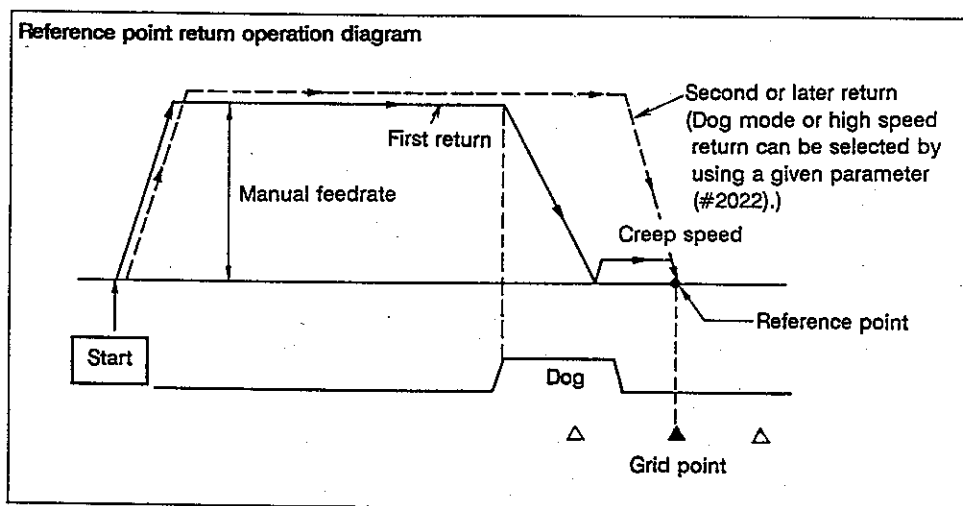 Reference point return operation diagram
Second or later return
(Dog mode or high speed
return can be selected by
using a given parameter
(#2022).)
First return
Manual feedrate
Creep speed
Reference point
Start
Dog
Grid point